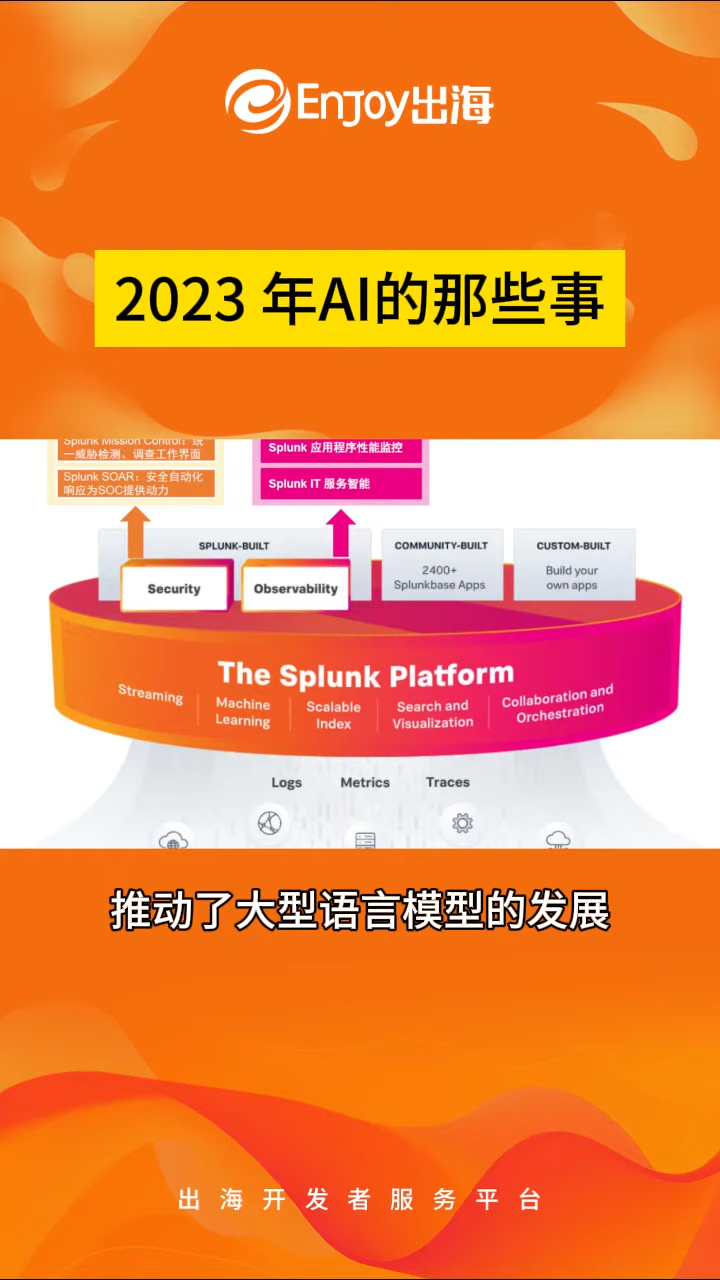 Enjoy出海
2023 年AI的那些事
Splunk Mission Control：统
一威胁检测、调查工作界面
Splunk SOAR：安全自动化
响应为SOC提供动力
Splunk 应用程序性能监控
Splunk IT 服务智能
SPLUNK-BUILT
Security
Observability
COMMUNITY-BUILT
2400+
Splunkbase Apps
CUSTOM-BUILT
Build your
own apps
The Splunk Platform
Streaming
Machine
Learning
Scalable
Index
Search and
Visualization
Collaboration and
Orchestration
Logs
Metrics
Traces
推动了大型语言模型的发展
出海开发者服务平台